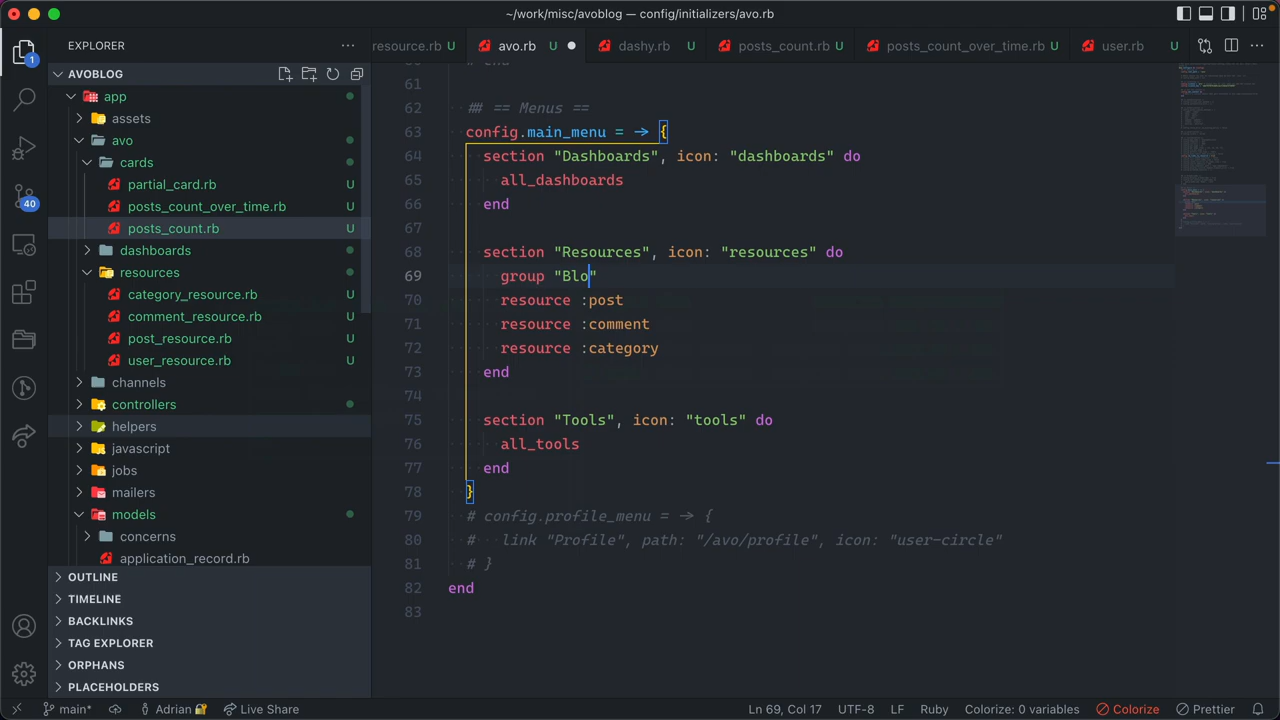 ~/work/misc/avoblog — config/initializers/avo.rb
EXPLORER
resource.rb U
avo.rb U
dashy.rb U
posts_count.rb U
posts_count_over_time.rb U
user.rb U
1
40
AVOBLOG
app
assets
avo
cards
partial_card.rb U
posts_count_over_time.rb U
posts_count.rb U
dashboards
resources
category_resource.rb U
comment_resource.rb U
post_resource.rb U
user_resource.rb U
channels
controllers
helpers
javascript
jobs
mailers
models
concerns
application_record.rb
OUTLINE
TIMELINE
BACKLINKS
TAG EXPLORER
ORPHANS
PLACEHOLDERS
60 # end
61
62 ## == Menus ==
63 config.main_menu = -> {
64 section "Dashboards", icon: "dashboards" do
65 all_dashboards
66 end
67
68 section "Resources", icon: "resources" do
69 group "Blo"
70 resource :post
71 resource :comment
72 resource :category
73 end
74
75 section "Tools", icon: "tools" do
76 all_tools
77 end
78 }
79 # config.profile_menu = -> {
80 # link "Profile", path: "/avo/profile", icon: "user-circle"
81 # }
82 end
83
main* Adrian 🔐 Live Share Ln 69, Col 17 UTF-8 LF Ruby Colorize: 0 variables Colorize Prettier